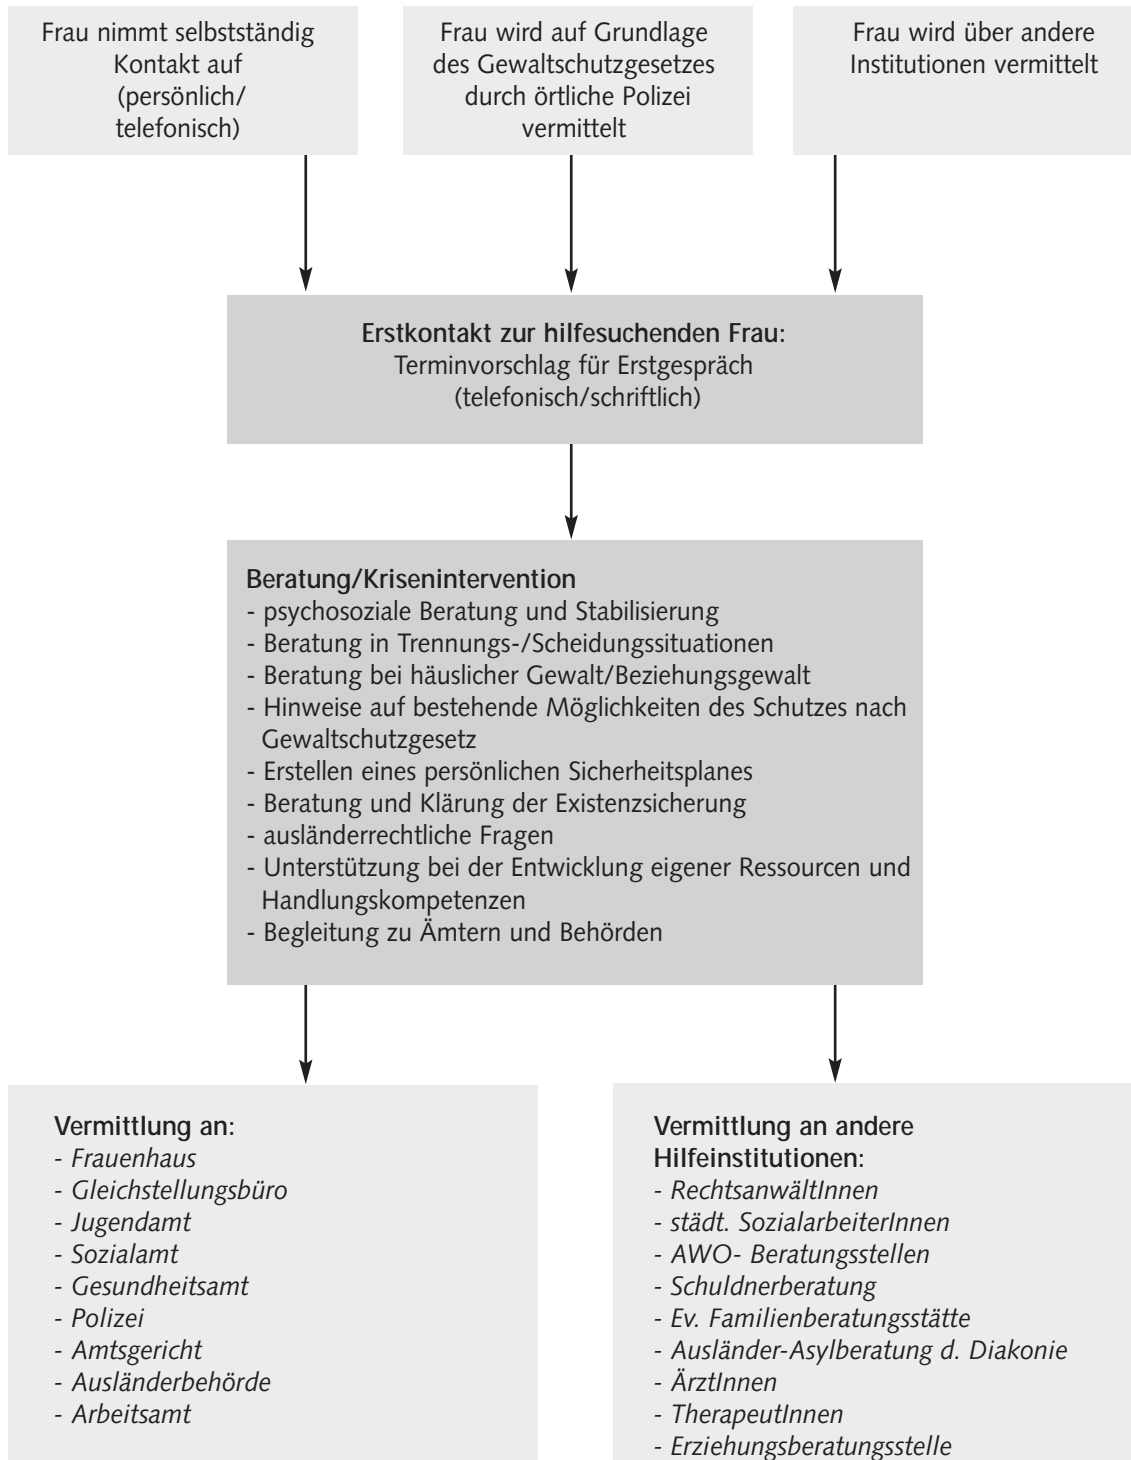 Frau nimmt selbstständig
Kontakt auf
(persönlich/
telefonisch)
Frau wird auf Grundlage
des Gewaltschutzgesetzes
durch örtliche Polizei
vermittelt
Frau wird über andere
Institutionen vermittelt
Erstkontakt zur hilfesuchenden Frau:
Terminvorschlag für Erstgespräch
(telefonisch/schriftlich)
Beratung/Krisenintervention
- psychosoziale Beratung und Stabilisierung
- Beratung in Trennungs-/Scheidungssituationen
- Beratung bei häuslicher Gewalt/Beziehungsgewalt
- Hinweise auf bestehende Möglichkeiten des Schutzes nach
Gewaltschutzgesetz
- Erstellen eines persönlichen Sicherheitsplanes
- Beratung und Klärung der Existenzsicherung
- ausländerrechtliche Fragen
- Unterstützung bei der Entwicklung eigener Ressourcen und
Handlungskompetenzen
- Begleitung zu Ämtern und Behörden
Vermittlung an:
- Frauenhaus
- Gleichstellungsbüro
- Jugendamt
- Sozialamt
- Gesundheitsamt
- Polizei
- Amtsgericht
- Ausländerbehörde
- Arbeitsamt
Vermittlung an andere
Hilfeinstitutionen:
- RechtsanwältInnen
- städt. SozialarbeiterInnen
- AWO- Beratungsstellen
- Schuldnerberatung
- Ev. Familienberatungsstätte
- Ausländer-Asylberatung d. Diakonie
- ÄrztInnen
- TherapeutInnen
- Erziehungsberatungsstelle